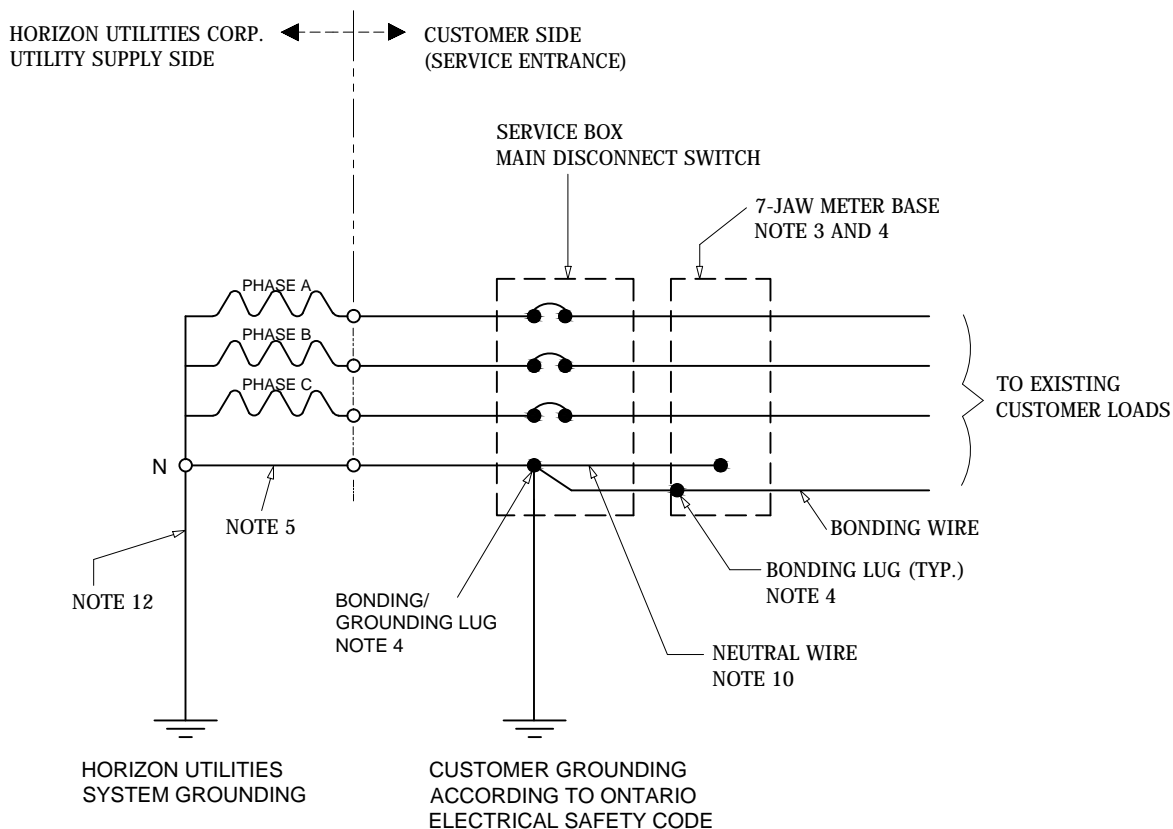 HORIZON UTILITIES CORP.
UTILITY SUPPLY SIDE
CUSTOMER SIDE
(SERVICE ENTRANCE)
SERVICE BOX
MAIN DISCONNECT SWITCH
7-JAW METER BASE
NOTE 3 AND 4
PHASE A
PHASE B
PHASE C
TO EXISTING
CUSTOMER LOADS
N
NOTE 5
BONDING WIRE
NOTE 12
BONDING/
GROUNDING LUG
NOTE 4
BONDING LUG (TYP.)
NOTE 4
NEUTRAL WIRE
NOTE 10
HORIZON UTILITIES
SYSTEM GROUNDING
CUSTOMER GROUNDING
ACCORDING TO ONTARIO
ELECTRICAL SAFETY CODE